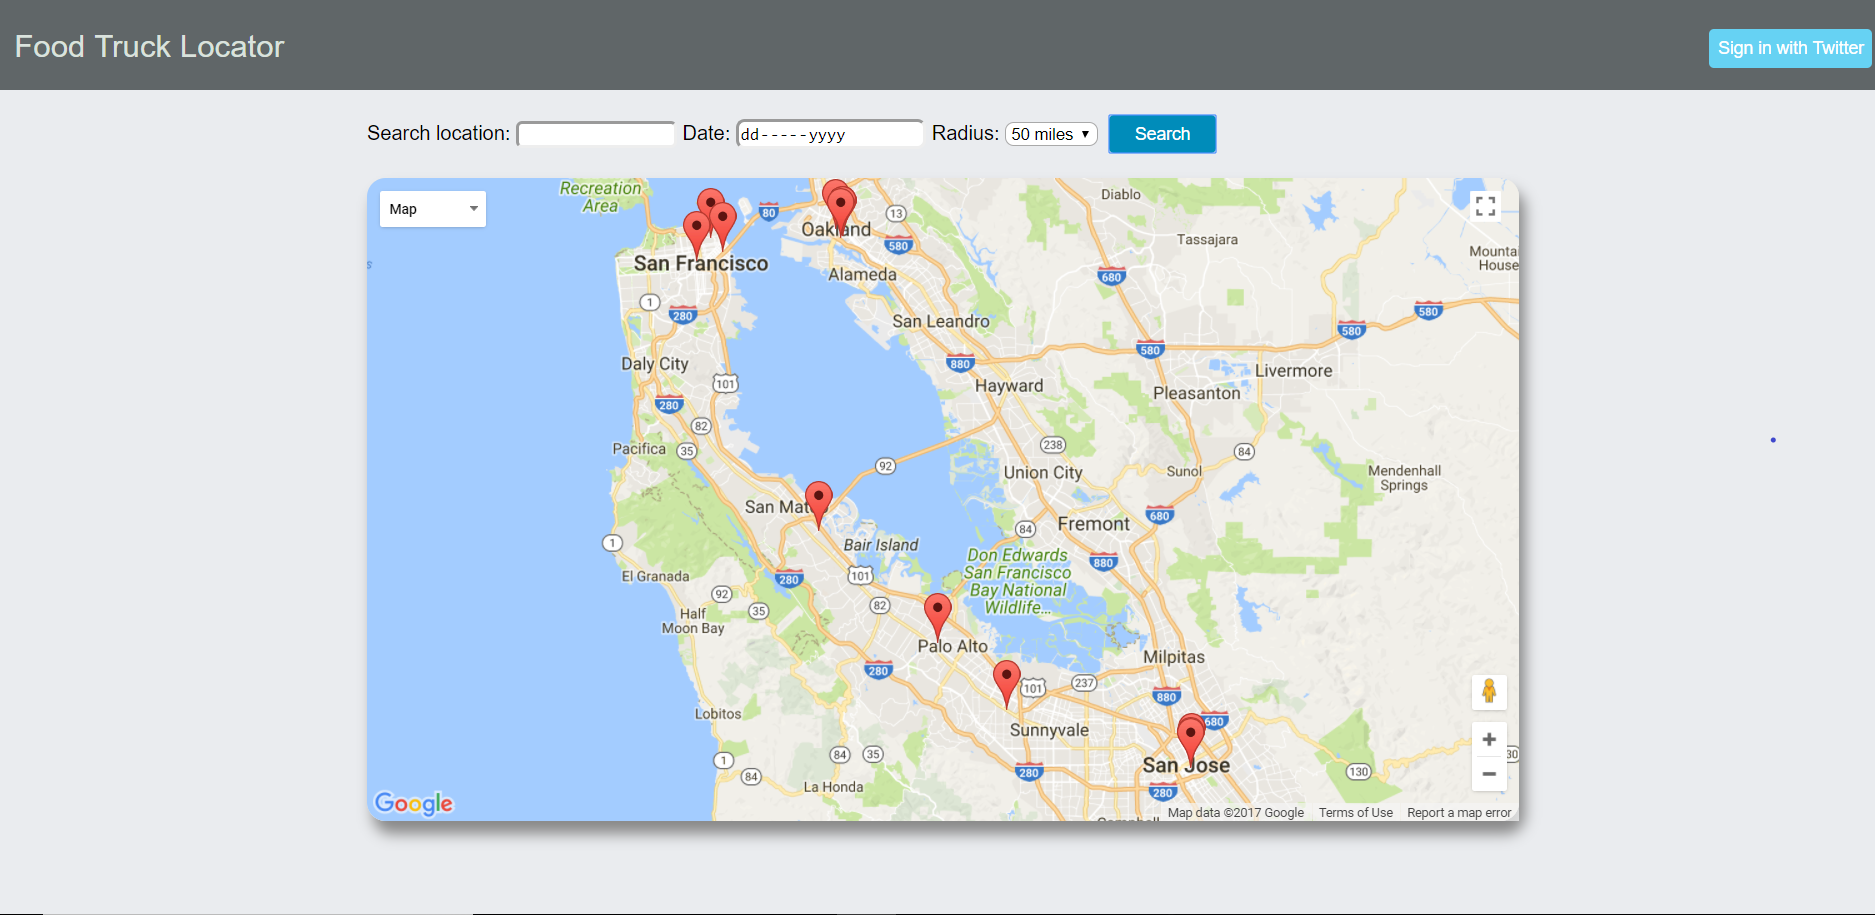 Food Truck Locator
Sign in with Twitter
Search location:
Date: dd-----yyyy
Radius: 50 miles
Search
Map
Recreation
Area
80
13
Diablo
Oakland
580
Tassajara
Mountai
House
San Francisco
Alameda
680
1
280
San Leandro
580
580
Daly City
880
580
Livermore
101
Hayward
Pleasanton
280
82
Pacifica
35
238
84
92
Union City
Sunol
Mendenhall
Springs
San Mat
680
84
Fremont
1
Bair Island
Don Edwards
San Francisco
Bay National
Wildlife...
880
El Granada
280
101
92
35
82
Half
Moon Bay
Palo Alto
Milpitas
280
101
237
880
680
Lobitos
Sunnyvale
1
84
84
35
San Jose
280
130
30
La Honda
280
Google
Map data ©2017 Google
Terms of Use
Report a map error